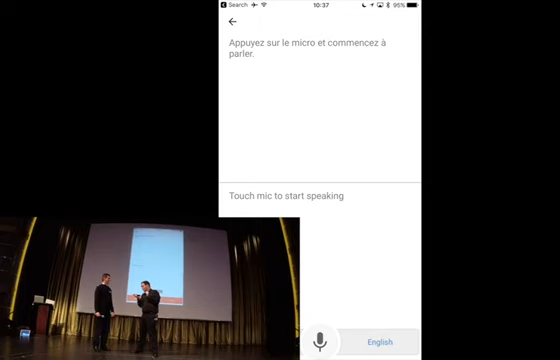 Search 10:37 95%
Appuyez sur le micro et commencez à
parler.
Touch mic to start speaking
English